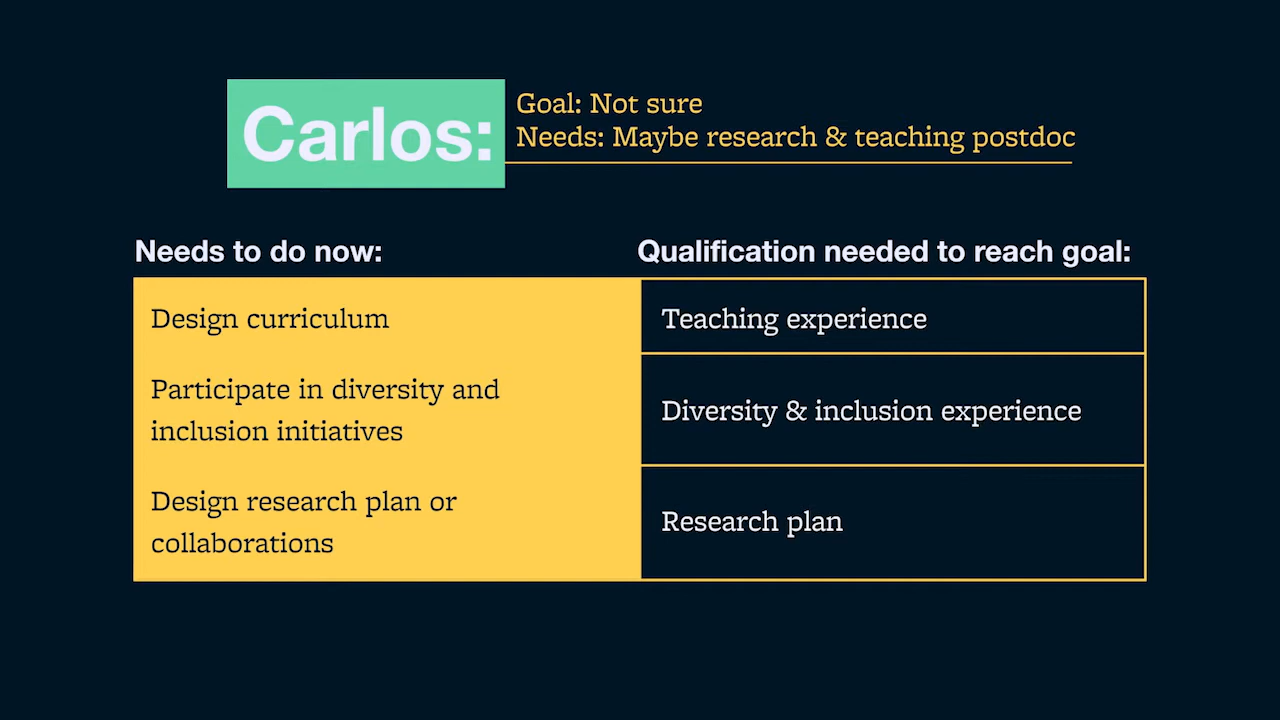 Carlos:
Goal: Not sure
Needs: Maybe research & teaching postdoc
Needs to do now:
Qualification needed to reach goal:
Design curriculum
Teaching experience
Participate in diversity and
inclusion initiatives
Diversity & inclusion experience
Design research plan or
collaborations
Research plan